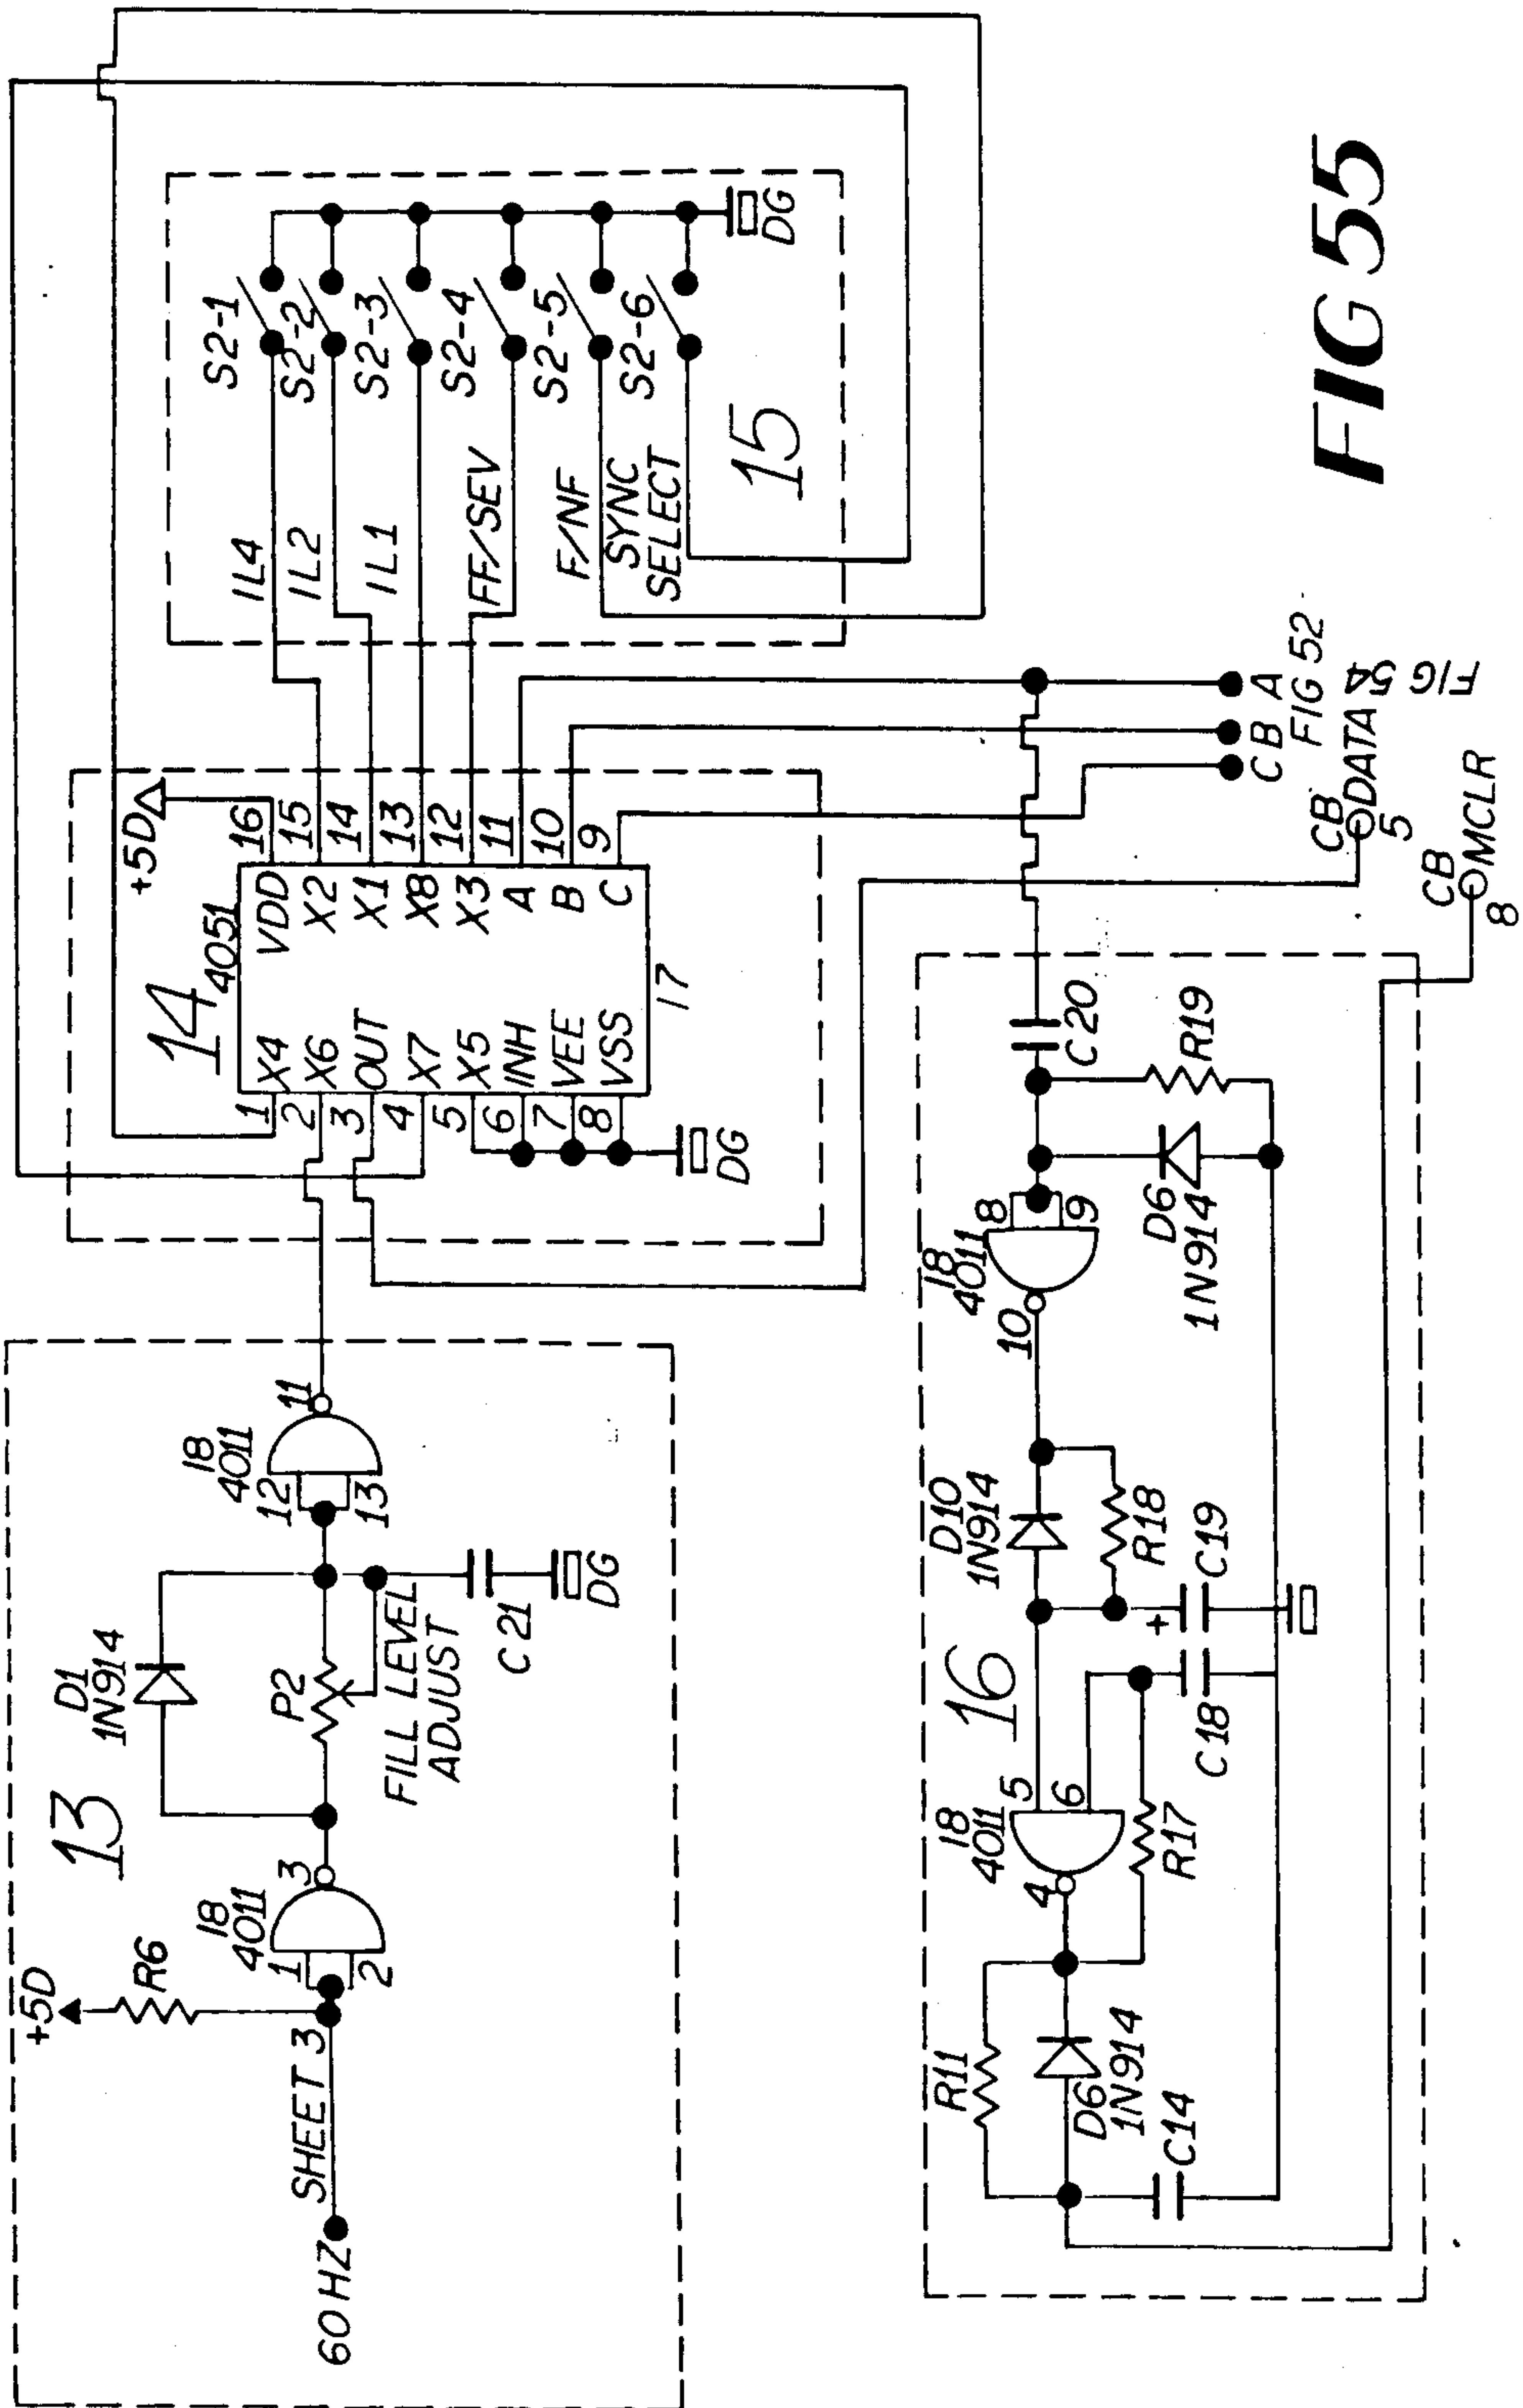 13
+5D
R6
SHEET 3
60 HZ
18
4011
1
2
3
D1
1N914
P2
FILL LEVEL
ADJUST
C21
DG
18
4011
12
13
11
14
4051
+5D
1 X4
2 X6
3 OUT
4 X7
5 X5
6 INH
7 VEE
8 VSS
VDD 16
X2 15
X1 14
X8 13
X3 12
A 11
B 10
C 9
17
DG
IL4
IL2
IL1
FF/SEV
F/NF
SYNC
SELECT
S2-1
S2-2
S2-3
S2-4
S2-5
S2-6
15
DG
16
R11
D6
1N914
C14
18
4011
4
5
6
R17
C18
C19
+
D10
1N914
R18
18
4011
10
8
9
D6
1N914
R19
C20
C B A
FIG 52
CB
DATA
5
FIG 54
CB
MCLR
8
FIG 55